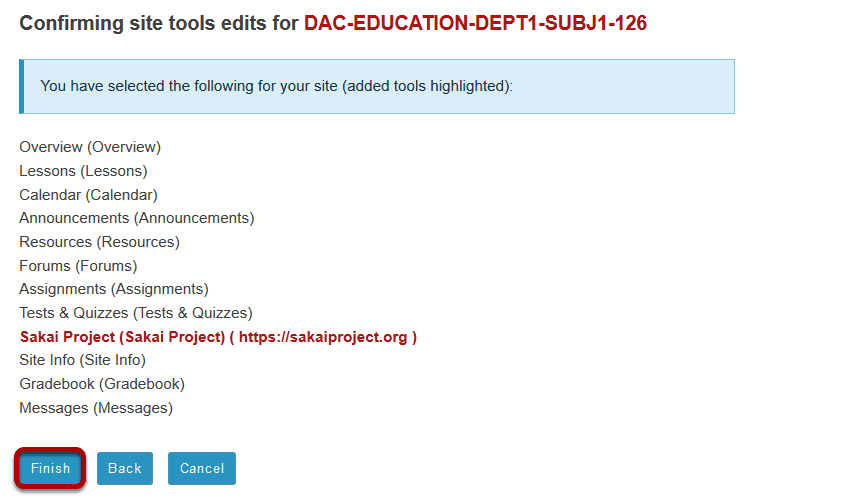 Confirming site tools edits for DAC-EDUCATION-DEPT1-SUBJ1-126
You have selected the following for your site (added tools highlighted):
Overview (Overview)
Lessons (Lessons)
Calendar (Calendar)
Announcements (Announcements)
Resources (Resources)
Forums (Forums)
Assignments (Assignments)
Tests & Quizzes (Tests & Quizzes)
Sakai Project (Sakai Project) ( https://sakaiproject.org )
Site Info (Site Info)
Gradebook (Gradebook)
Messages (Messages)
Finish Back Cancel